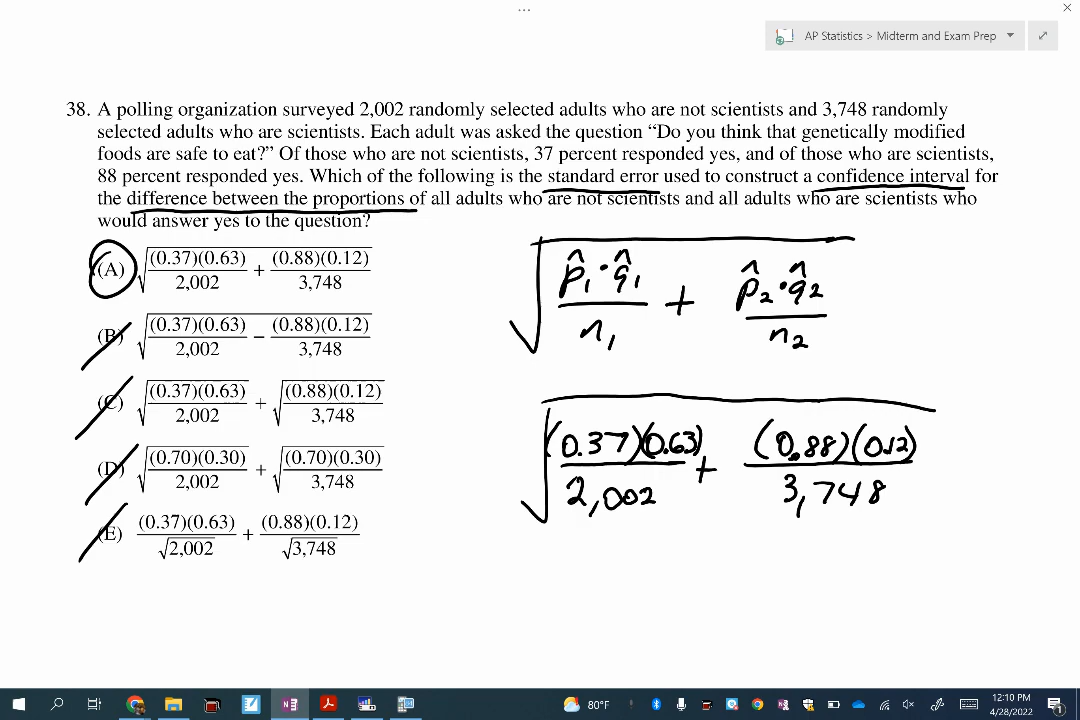 ...
AP Statistics > Midterm and Exam Prep
38. A polling organization surveyed 2,002 randomly selected adults who are not scientists and 3,748 randomly
selected adults who are scientists. Each adult was asked the question “Do you think that genetically modified
foods are safe to eat?” Of those who are not scientists, 37 percent responded yes, and of those who are scientists,
88 percent responded yes. Which of the following is the standard error used to construct a confidence interval for
the difference between the proportions of all adults who are not scientists and all adults who are scientists who
would answer yes to the question?
(A) √((0.37)(0.63)/2,002 + (0.88)(0.12)/3,748)
(B) √((0.37)(0.63)/2,002 − (0.88)(0.12)/3,748)
(C) √((0.37)(0.63)/2,002) + √((0.88)(0.12)/3,748)
(D) √((0.70)(0.30)/2,002) + √((0.70)(0.30)/3,748)
(E) (0.37)(0.63)/√2,002 + (0.88)(0.12)/√3,748
√(p̂₁·q̂₁/n₁ + p̂₂·q̂₂/n₂)
√((0.37)(0.63)/2,002 + (0.88)(0.12)/3,748)
80°F
12:10 PM
4/28/2022